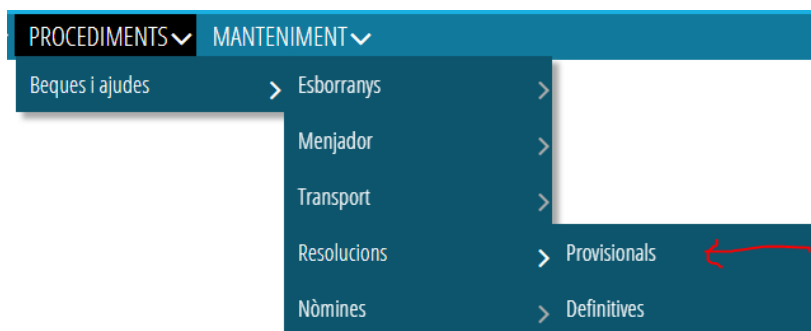 PROCEDIMENTS MANTENIMENT
Beques i ajudes
Esborranys
Menjador
Transport
Resolucions
Nòmines
Provisionals
Definitives